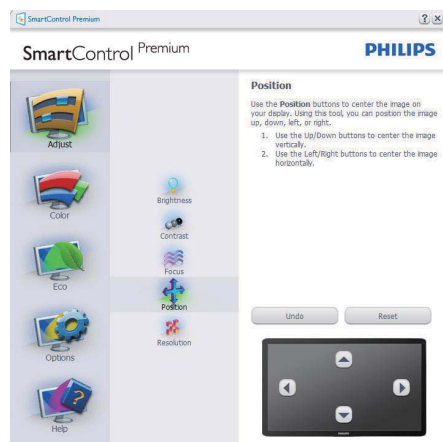 SmartControl Premium
SmartControl Premium
PHILIPS
Adjust
Color
Eco
Options
Help
Brightness
Contrast
Focus
Position
Resolution
Position
Use the Position buttons to center the image on
your display. Using this tool, you can position the image
up, down, left, or right.
1. Use the Up/Down buttons to center the image
vertically.
2. Use the Left/Right buttons to center the image
horizontally.
Undo
Reset